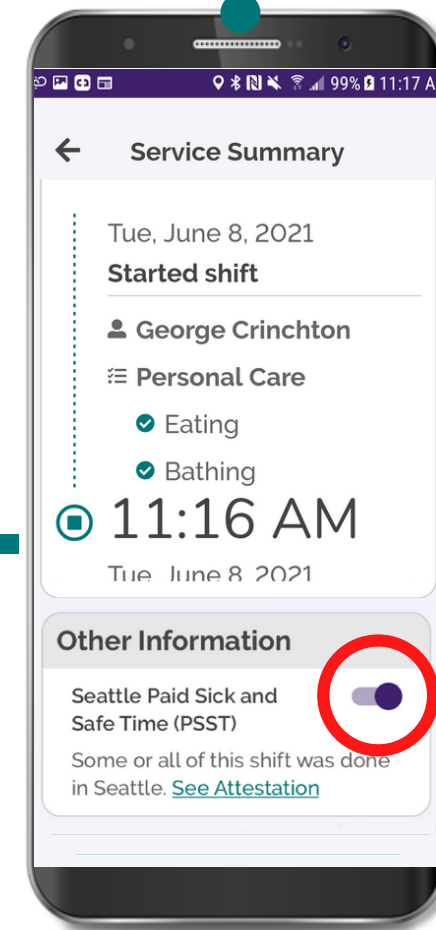 99% 11:17 A
Service Summary
Tue, June 8, 2021
Started shift
George Crinchton
Personal Care
Eating
Bathing
11:16 AM
Tue, June 8, 2021
Other Information
Seattle Paid Sick and
Safe Time (PSST)
Some or all of this shift was done
in Seattle. See Attestation